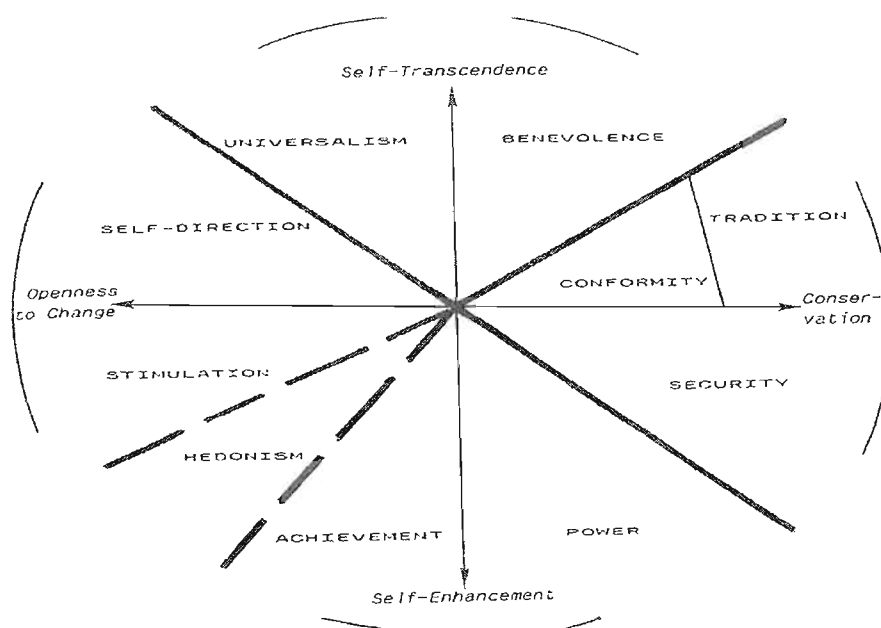 Self-Transcendence
UNIVERSALISM
BENEVOLENCE
TRADITION
SELF-DIRECTION
CONFORMITY
Openness
to Change
Conser-
vation
STIMULATION
SECURITY
HEDONISM
ACHIEVEMENT
POWER
Self-Enhancement